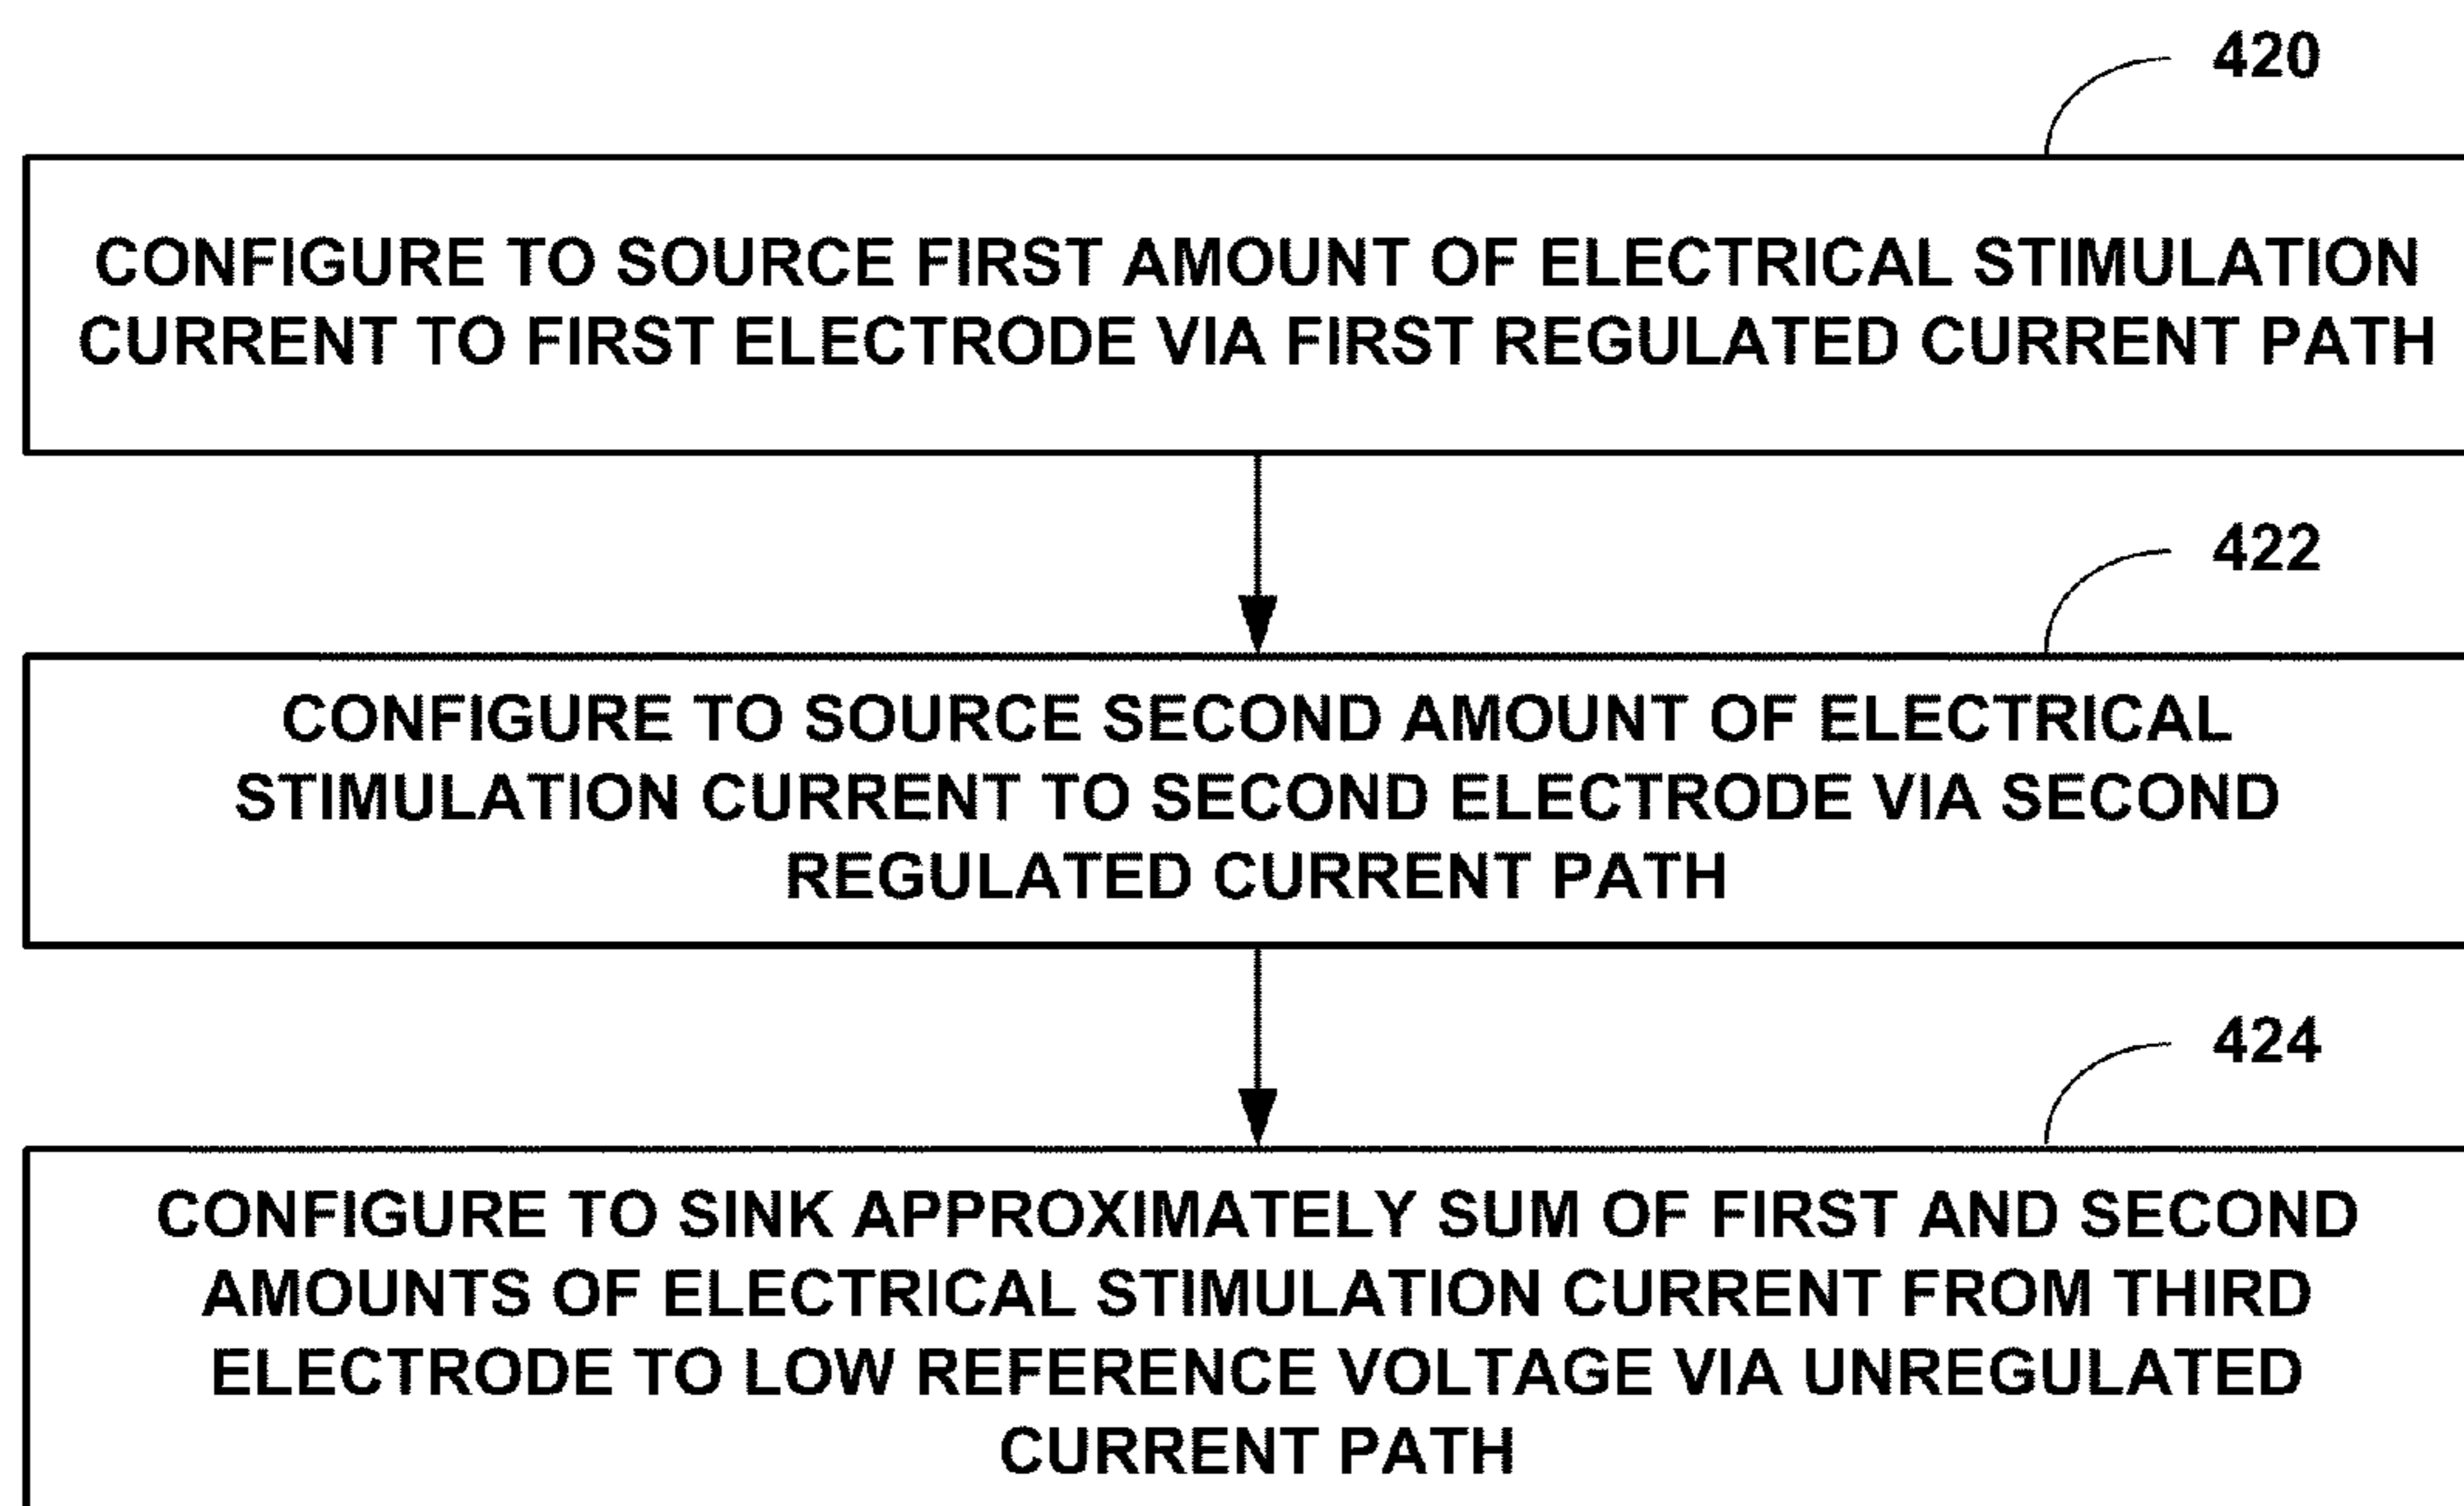 420
CONFIGURE TO SOURCE FIRST AMOUNT OF ELECTRICAL STIMULATION
CURRENT TO FIRST ELECTRODE VIA FIRST REGULATED CURRENT PATH
422
CONFIGURE TO SOURCE SECOND AMOUNT OF ELECTRICAL
STIMULATION CURRENT TO SECOND ELECTRODE VIA SECOND
REGULATED CURRENT PATH
424
CONFIGURE TO SINK APPROXIMATELY SUM OF FIRST AND SECOND
AMOUNTS OF ELECTRICAL STIMULATION CURRENT FROM THIRD
ELECTRODE TO LOW REFERENCE VOLTAGE VIA UNREGULATED
CURRENT PATH